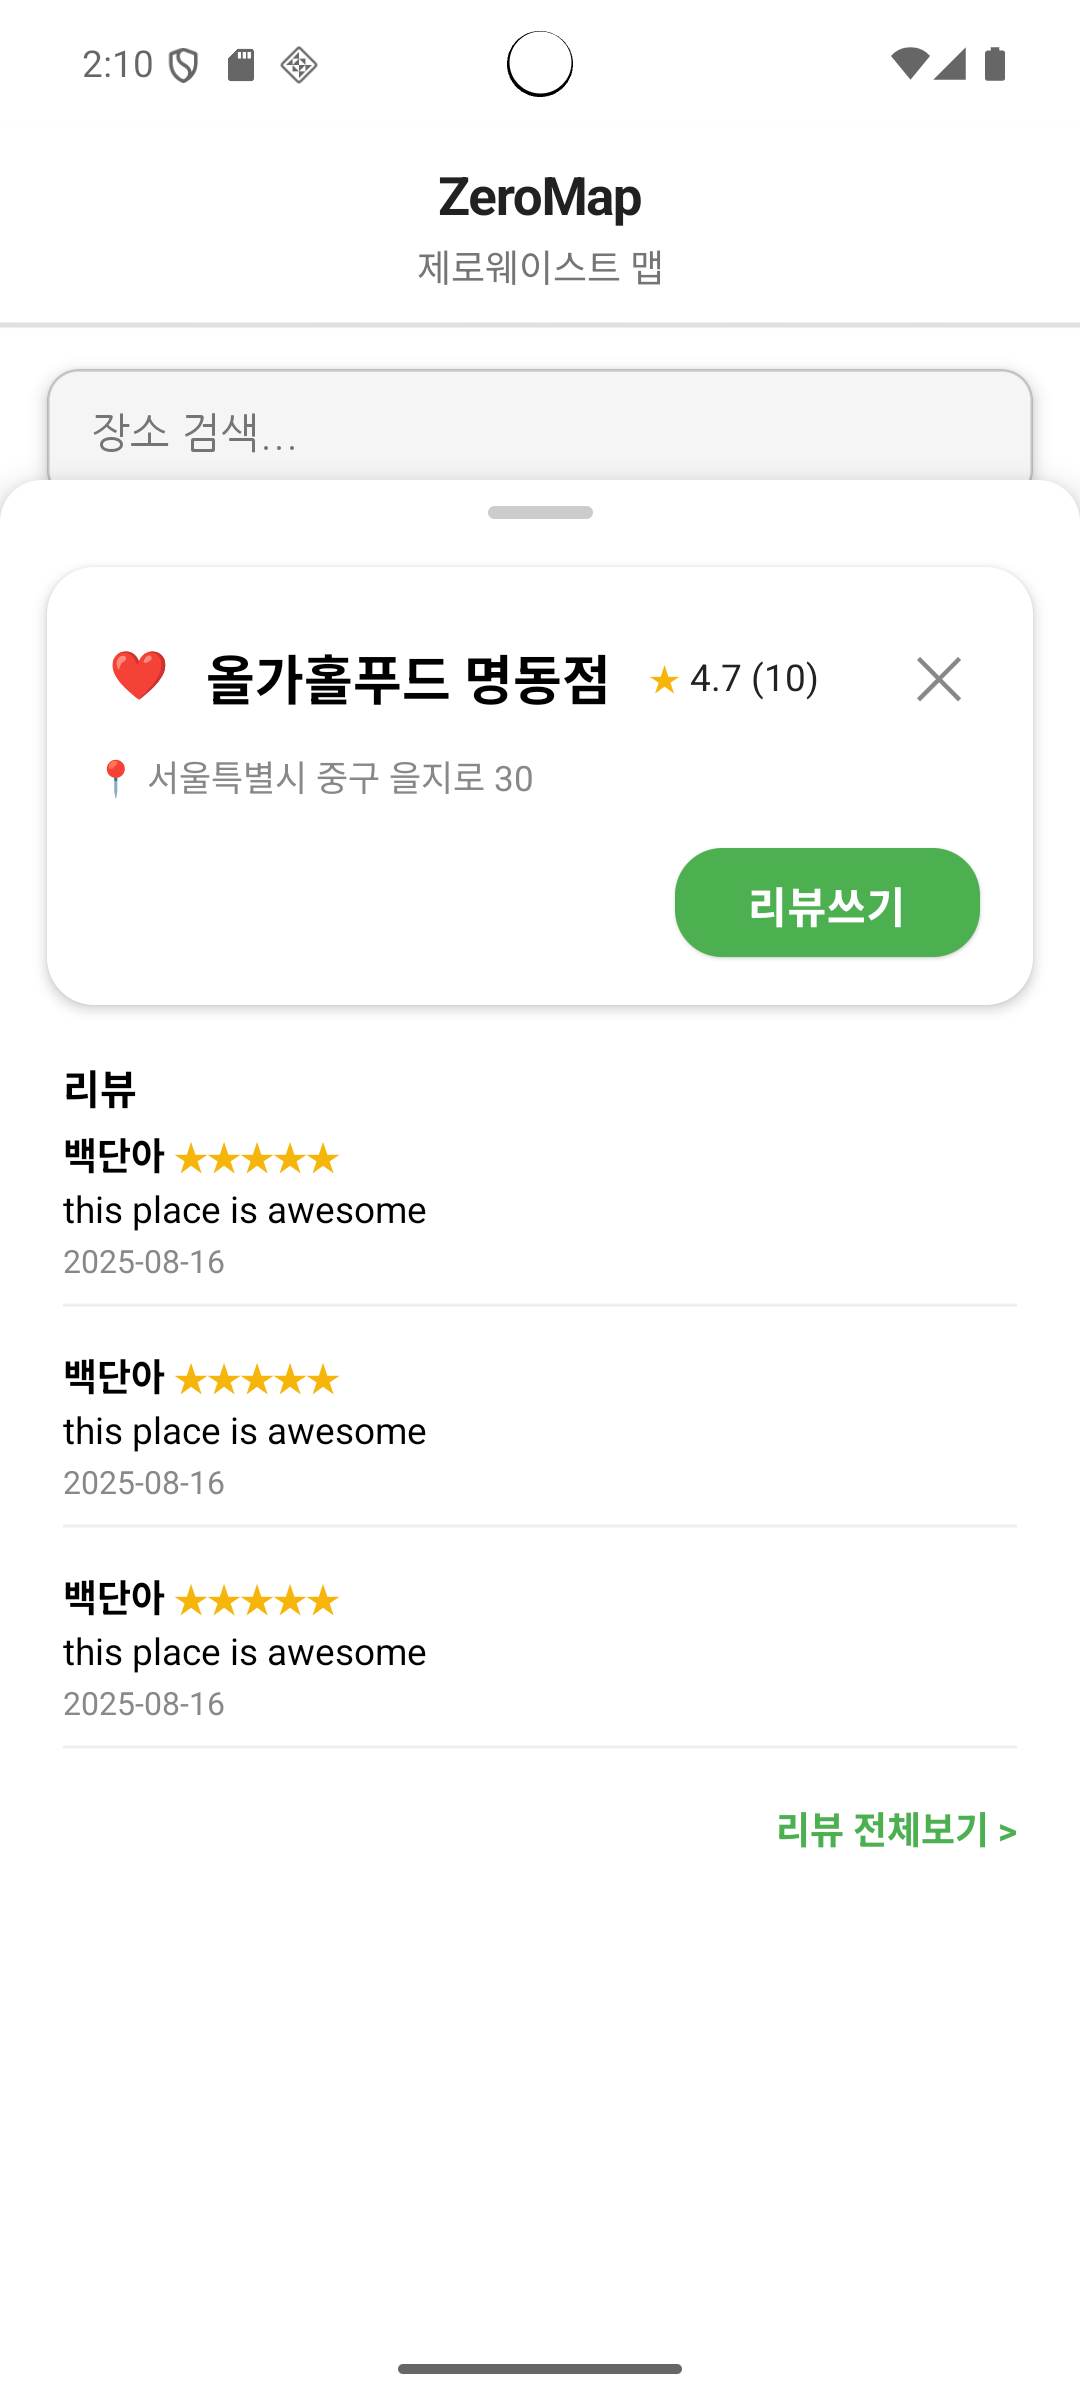 2:10
ZeroMap
제로웨이스트 맵
장소 검색...
올가홀푸드 명동점 ★ 4.7 (10)
서울특별시 중구 을지로 30
리뷰쓰기
리뷰
백단아 ★★★★★
this place is awesome
2025-08-16
백단아 ★★★★★
this place is awesome
2025-08-16
백단아 ★★★★★
this place is awesome
2025-08-16
리뷰 전체보기 >